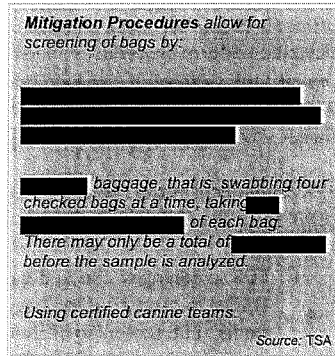 Mitigation Procedures allow for
screening of bags by:
baggage, that is, swabbing four
checked bags at a time, taking
of each bag.
There may only be a total of
before the sample is analyzed.
Using certified canine teams.
Source: TSA